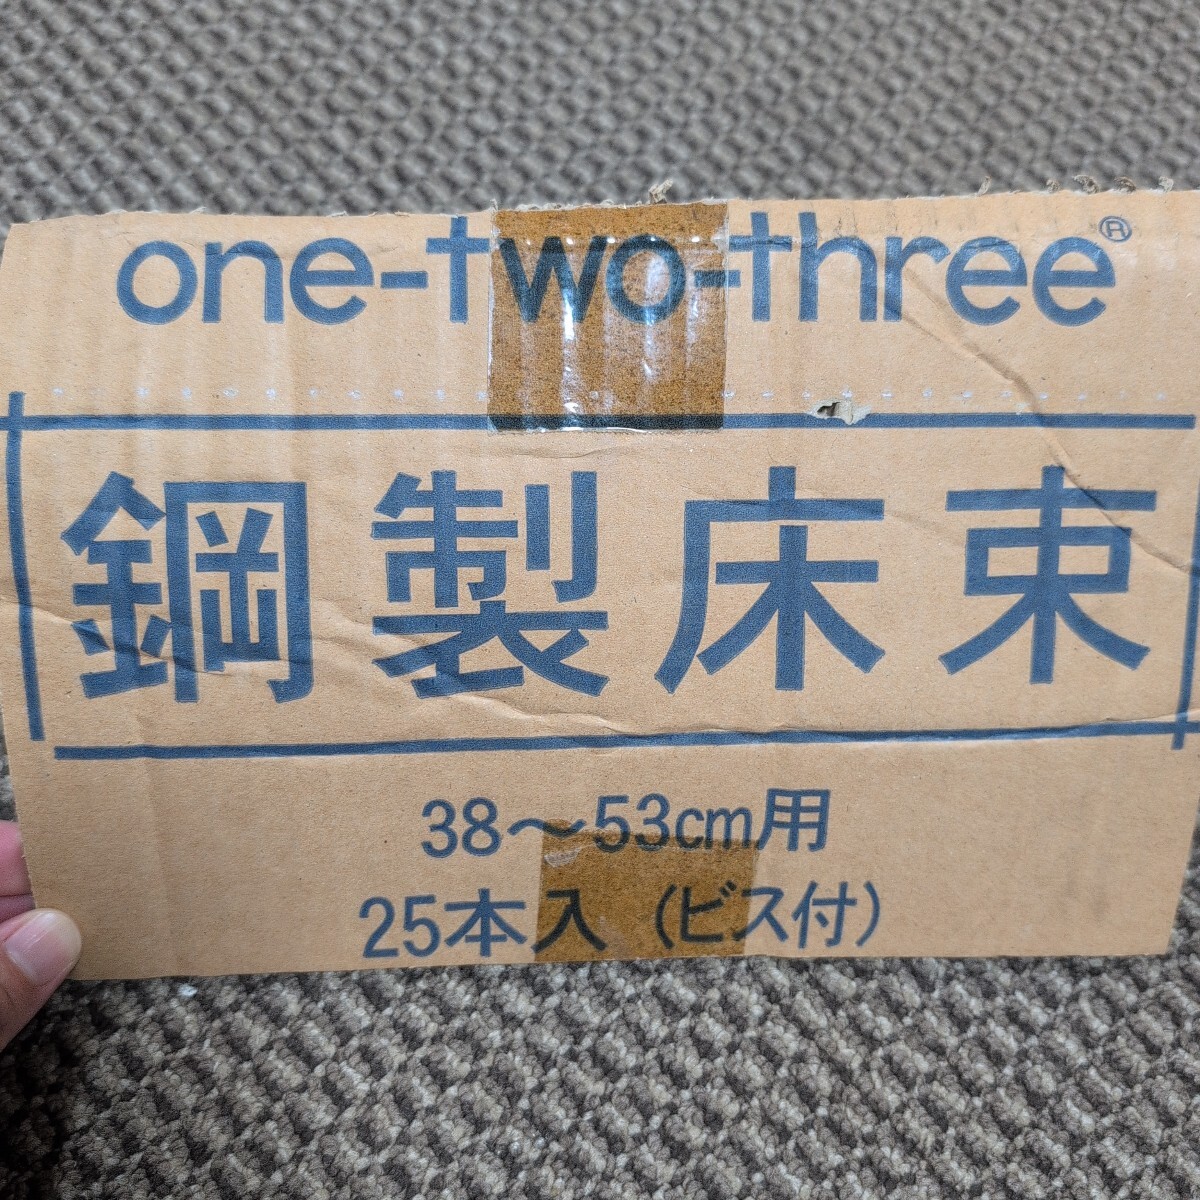 one-two-three®
鋼製床束
38〜53cm用
25本入（ビス付）